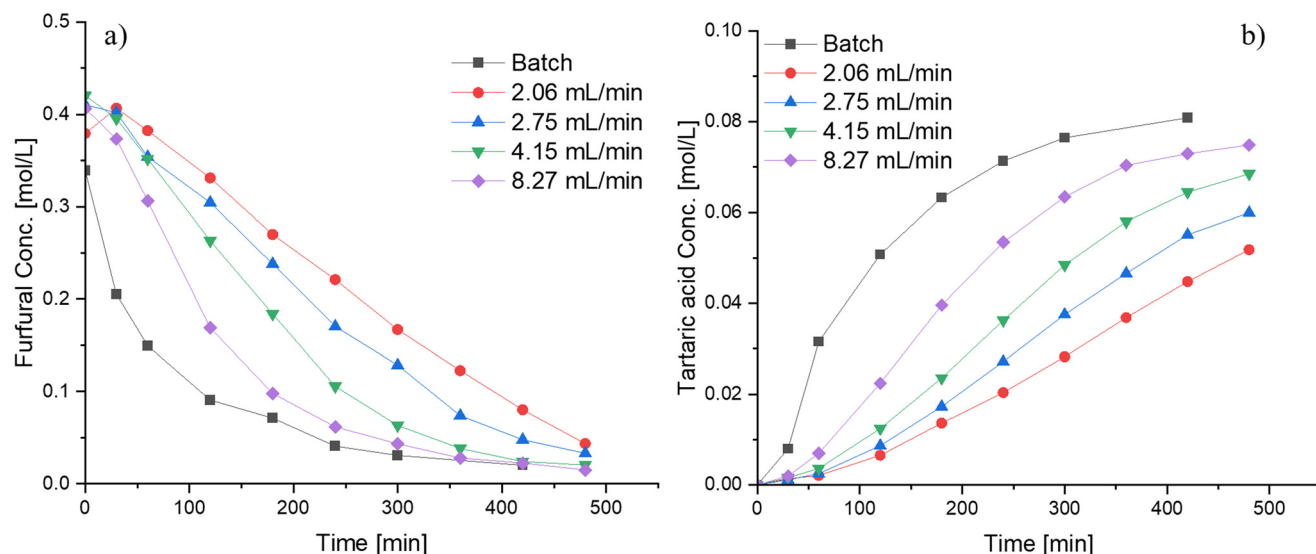 a)
Furfural Conc. [mol/L]
0.5
0.4
0.3
0.2
0.1
0.0
Batch
2.06 mL/min
2.75 mL/min
4.15 mL/min
8.27 mL/min
0 100 200 300 400 500
Time [min]
b)
Tartaric acid Conc. [mol/L]
0.10
0.08
0.06
0.04
0.02
0.00
Batch
2.06 mL/min
2.75 mL/min
4.15 mL/min
8.27 mL/min
0 100 200 300 400 500
Time [min]